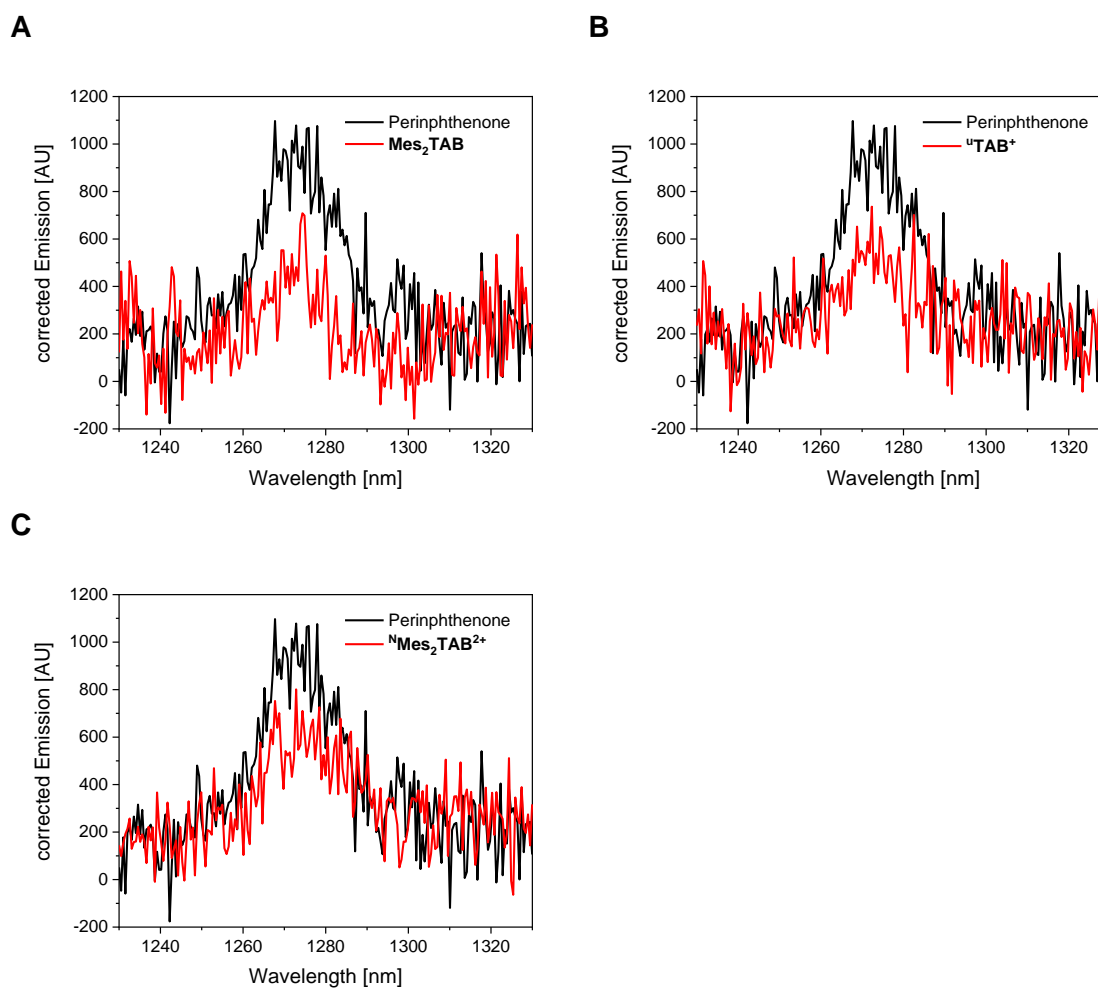 A
B
1200
1000
800
600
400
200
0
-200
corrected Emission [AU]
Perinphthenone
Mes₂TAB
1240
1260
1280
1300
1320
Wavelength [nm]
1200
1000
800
600
400
200
0
-200
corrected Emission [AU]
Perinphthenone
ᵘTAB⁺
1240
1260
1280
1300
1320
Wavelength [nm]
C
1200
1000
800
600
400
200
0
-200
corrected Emission [AU]
Perinphthenone
ᴺMes₂TAB²⁺
1240
1260
1280
1300
1320
Wavelength [nm]